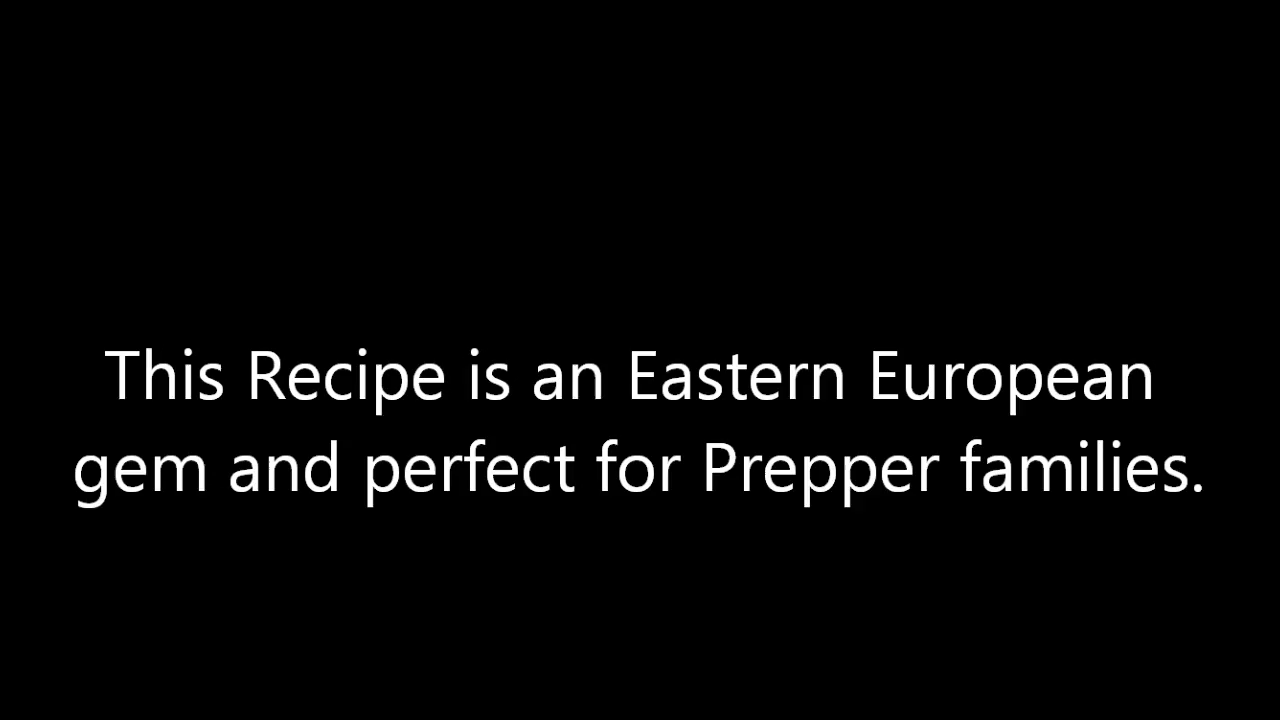 This Recipe is an Eastern European
gem and perfect for Prepper families.